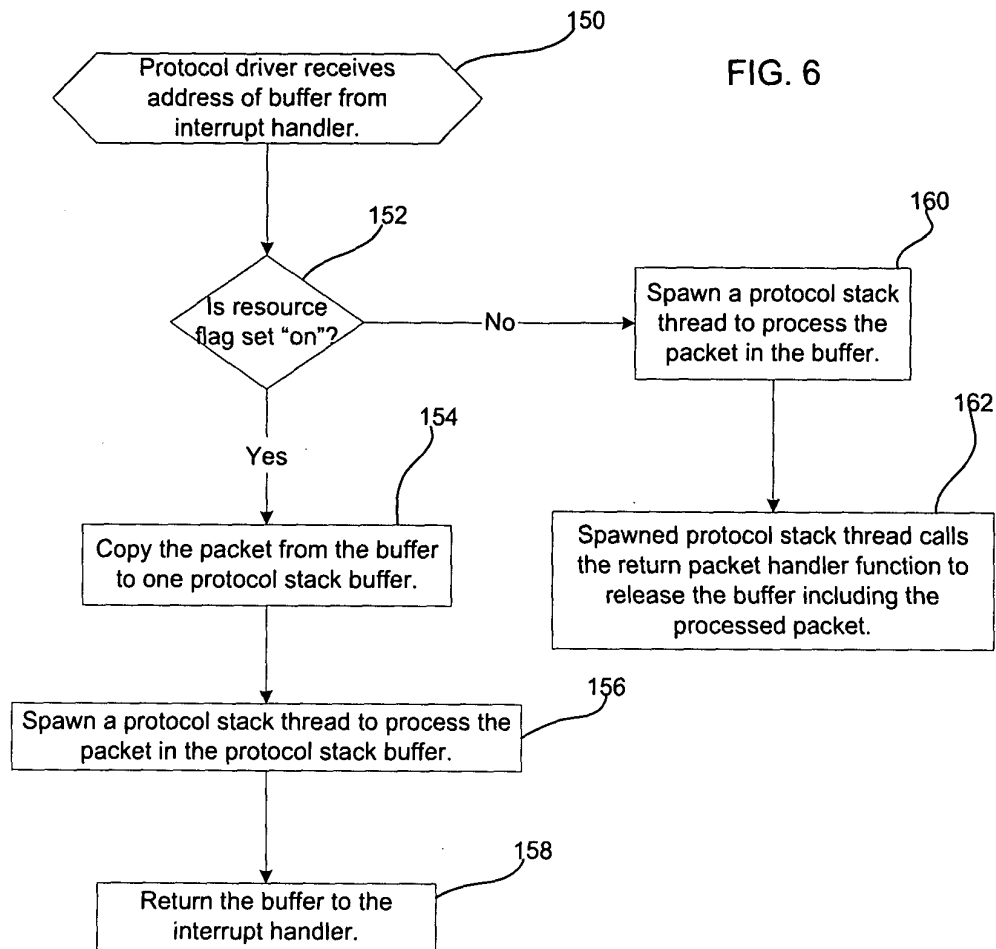 150
Protocol driver receives
address of buffer from
interrupt handler.
FIG. 6
152
Is resource
flag set "on"?
No
160
Spawn a protocol stack
thread to process the
packet in the buffer.
Yes
154
Copy the packet from the buffer
to one protocol stack buffer.
162
Spawned protocol stack thread calls
the return packet handler function to
release the buffer including the
processed packet.
156
Spawn a protocol stack thread to process the
packet in the protocol stack buffer.
158
Return the buffer to the
interrupt handler.